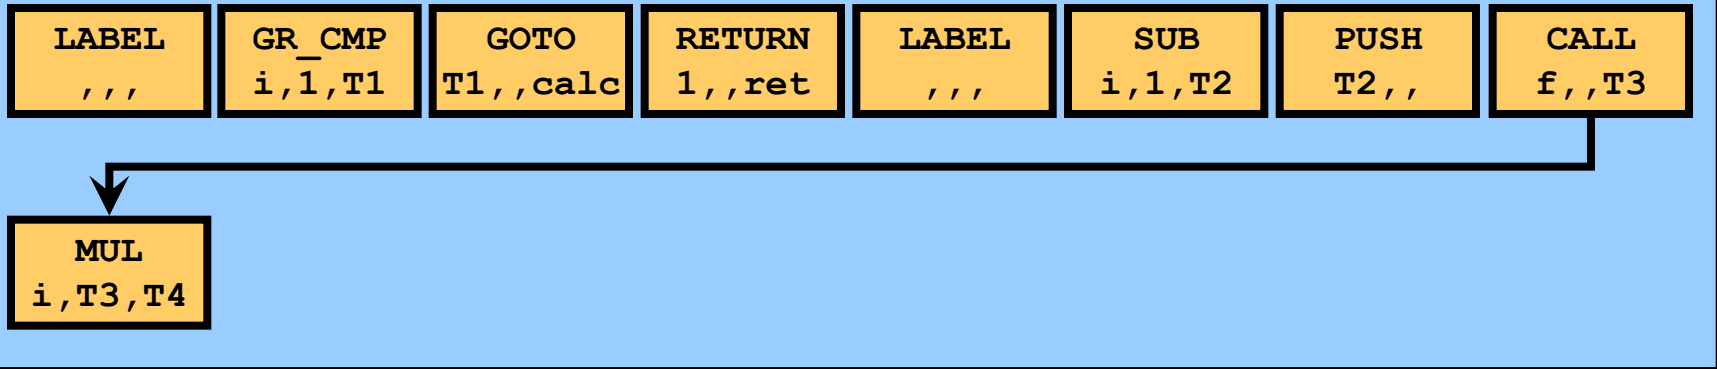 LABEL
,,,
GR_CMP
i,1,T1
GOTO
T1,,calc
RETURN
1,,ret
LABEL
,,,
SUB
i,1,T2
PUSH
T2,,
CALL
f,,T3
MUL
i,T3,T4